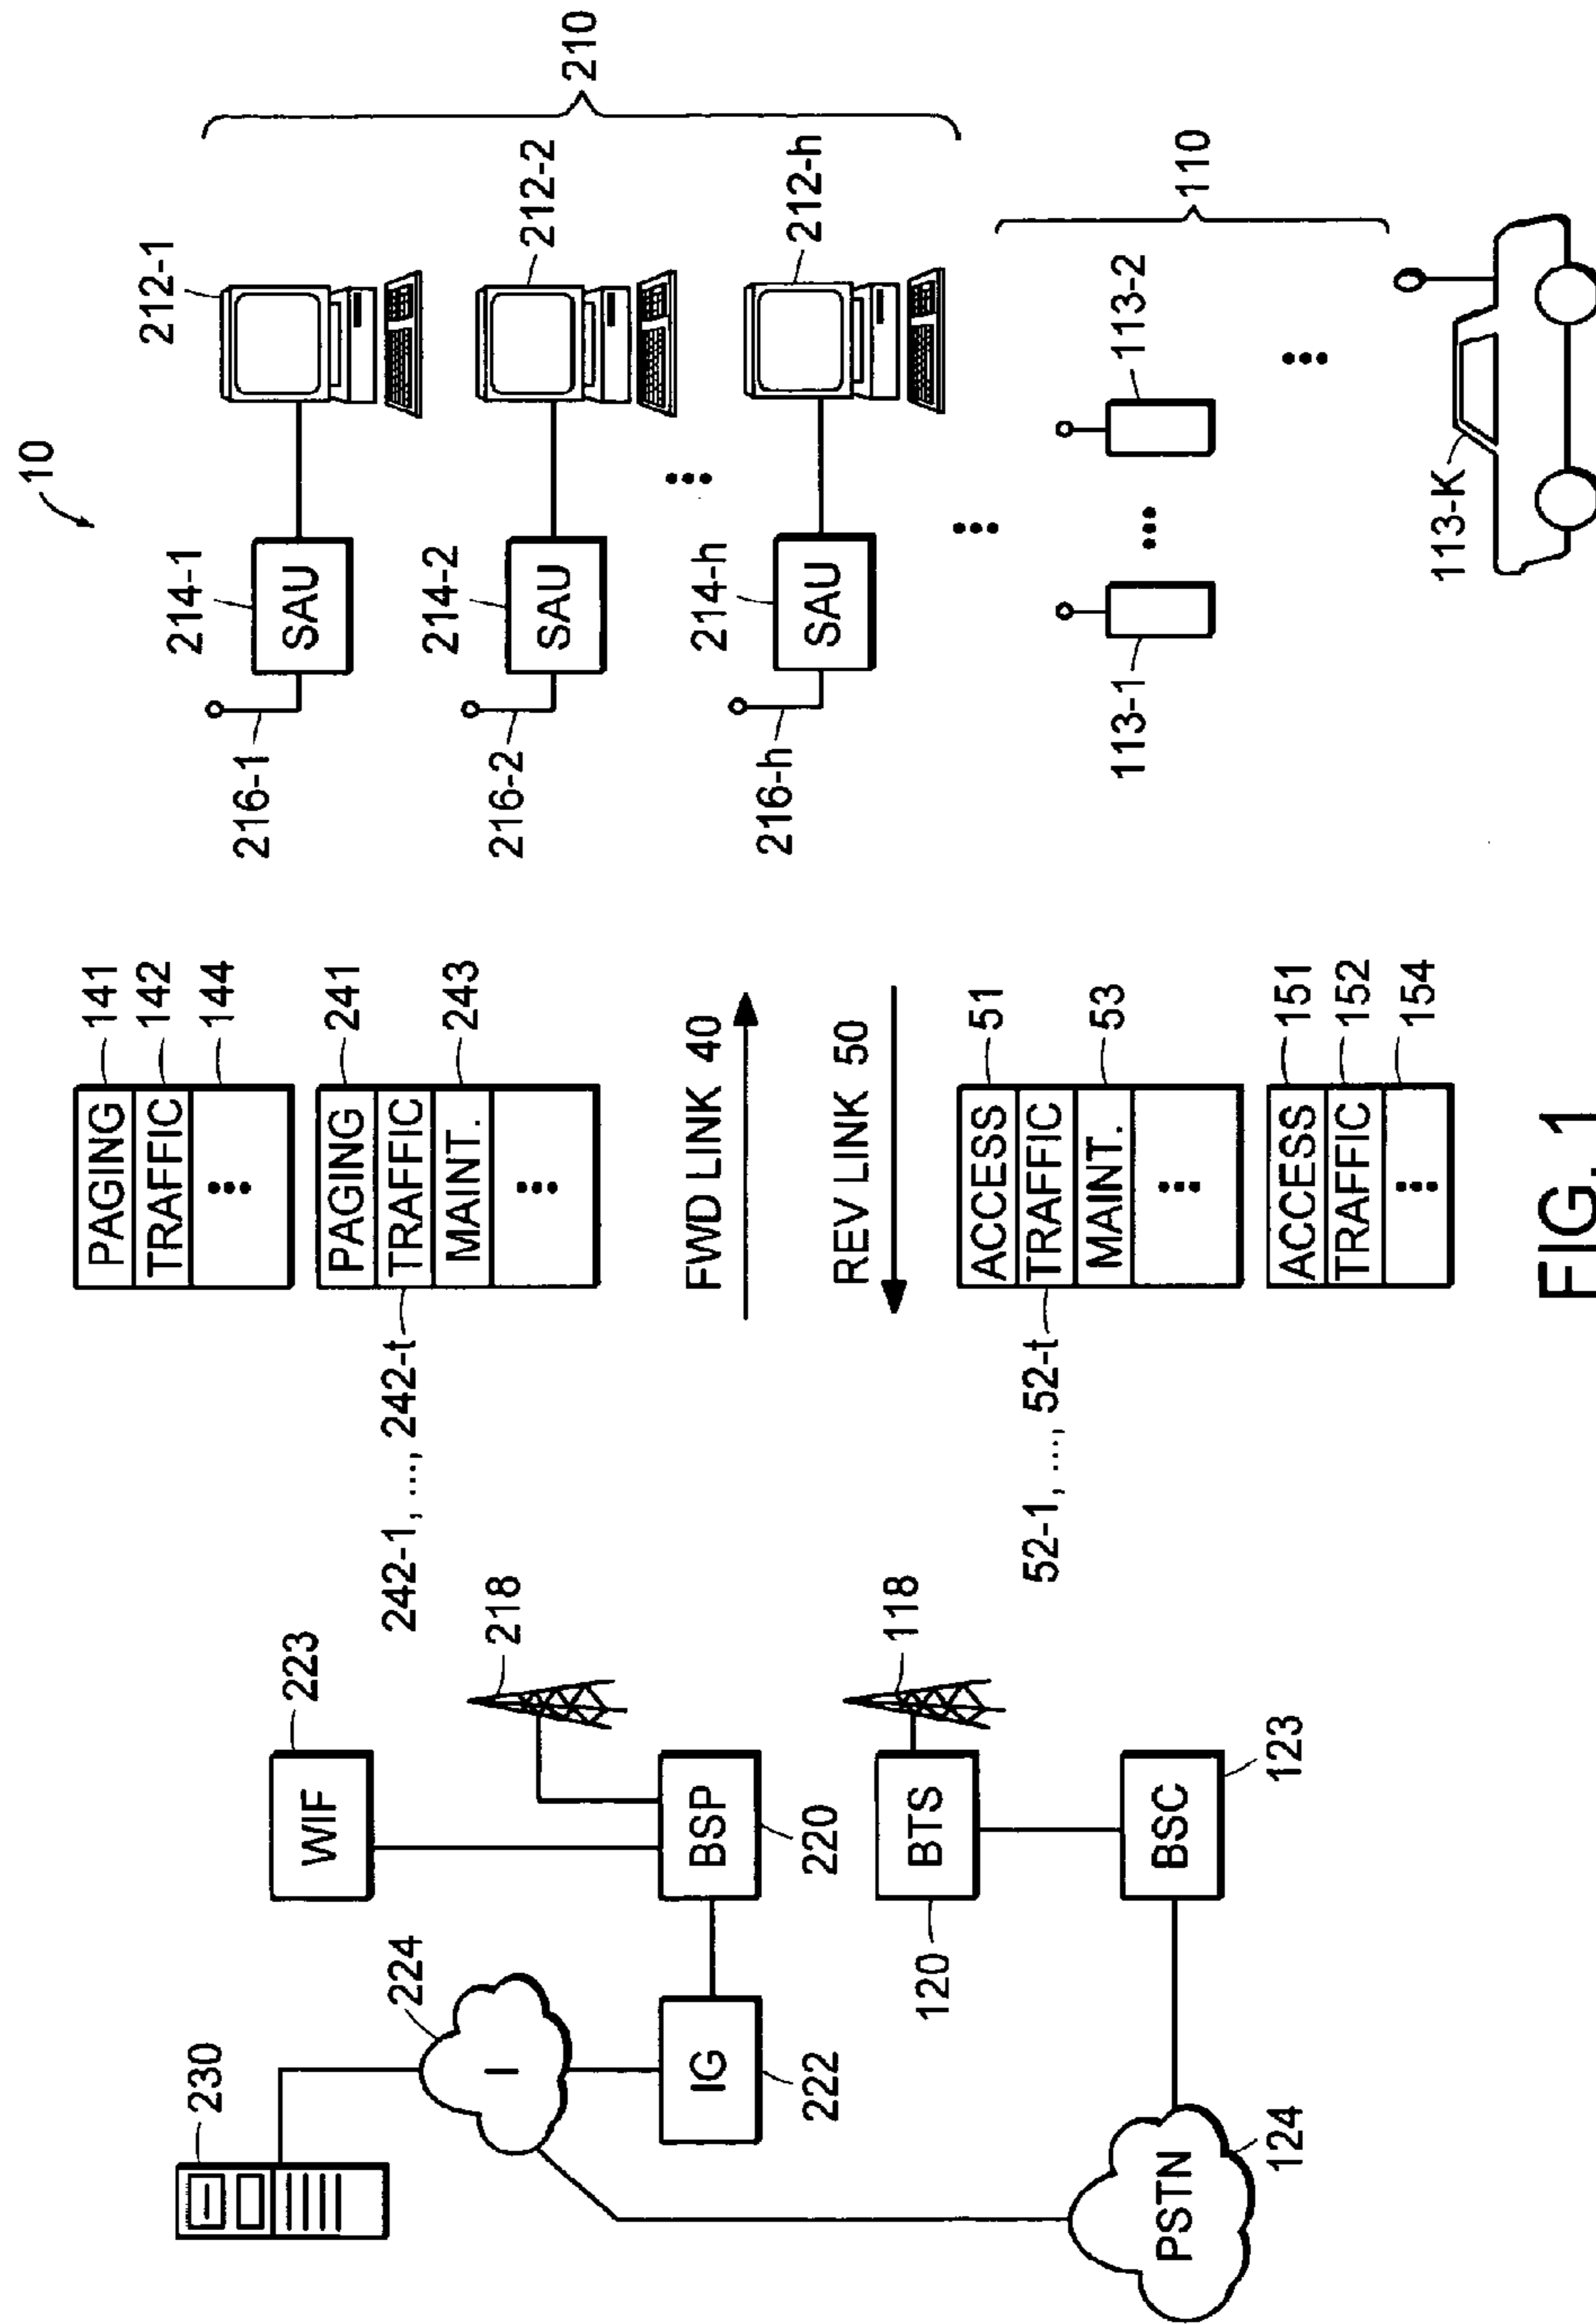 10
230
224
I
IG
222
WIF
223
218
BSP
220
BTS
120
118
BSC
123
PSTN
124
PAGING
141
TRAFFIC
142
144
PAGING
241
TRAFFIC
242-1, ..., 242-t
MAINT.
243
FWD LINK 40
REV LINK 50
ACCESS
51
TRAFFIC
52-1, ..., 52-t
MAINT.
53
ACCESS
151
TRAFFIC
152
154
216-1
214-1
SAU
212-1
216-2
214-2
SAU
212-2
216-h
214-h
SAU
212-h
210
113-1
113-2
110
113-K
FIG. 1